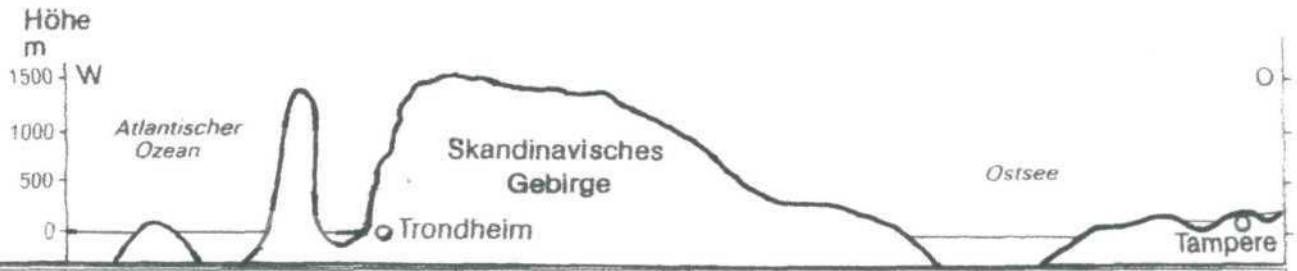 Höhe
m
1500 W O
Atlantischer
Ozean
1000
Skandinavisches
Gebirge
500
Ostsee
0
Trondheim
Tampere